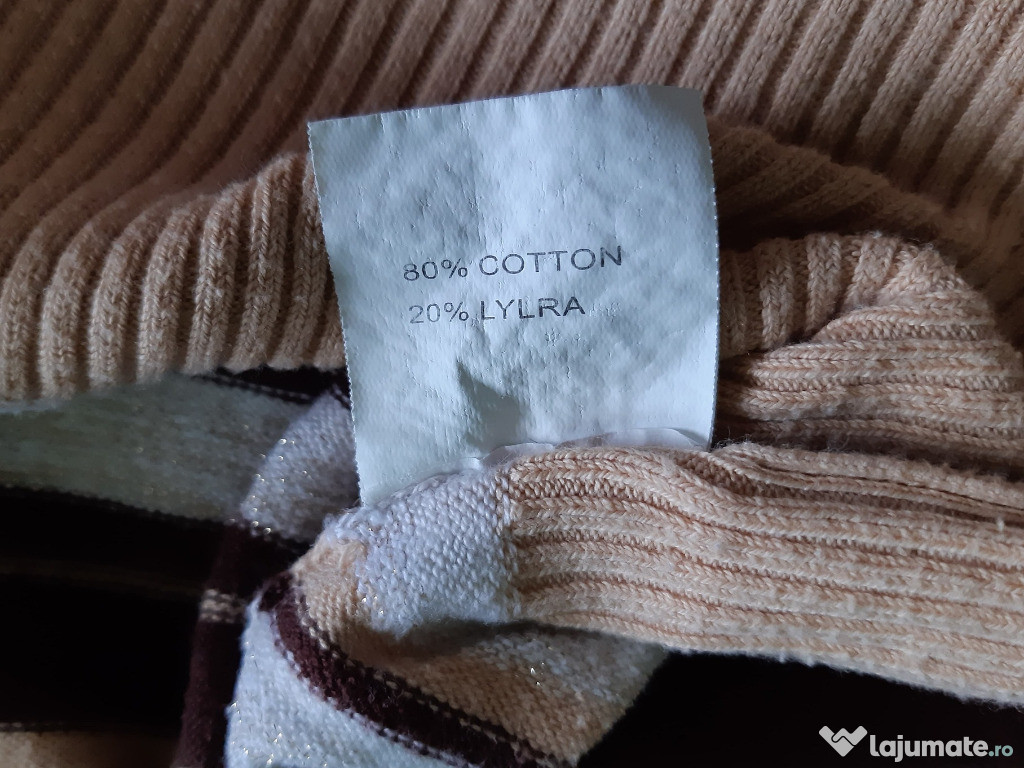 80% COTTON
20% LYLRA
lajumate.ro